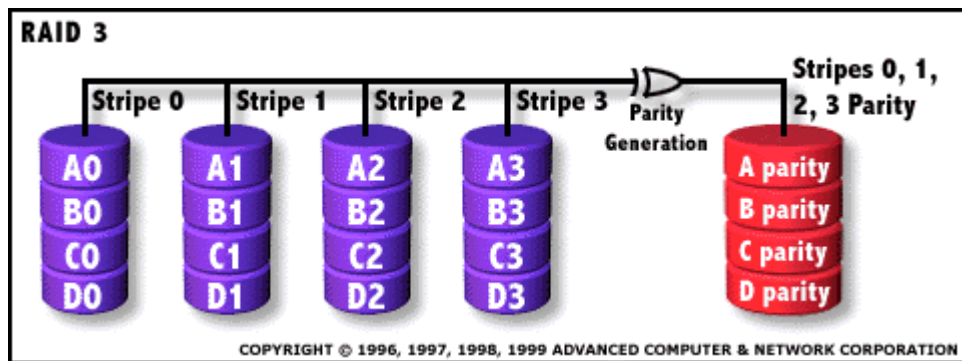 RAID 3
Stripe 0
Stripe 1
Stripe 2
Stripe 3
Parity
Generation
Stripes 0, 1,
2, 3 Parity
A0
B0
C0
D0
A1
B1
C1
D1
A2
B2
C2
D2
A3
B3
C3
D3
A parity
B parity
C parity
D parity
COPYRIGHT © 1996, 1997, 1998, 1999 ADVANCED COMPUTER & NETWORK CORPORATION